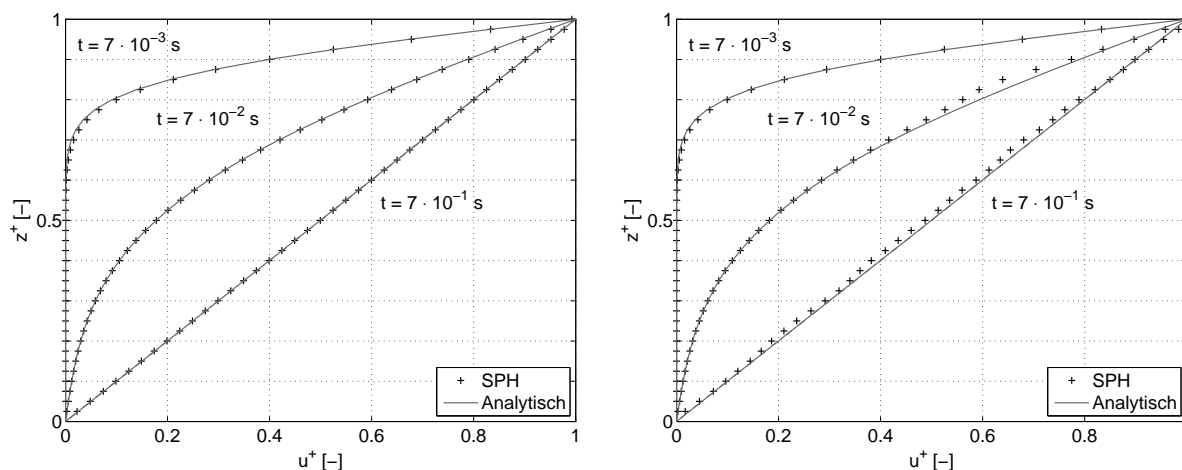 1
t = 7 · 10⁻³ s
t = 7 · 10⁻² s
t = 7 · 10⁻¹ s
0.5
z⁺ [–]
SPH
Analytisch
0
0 0.2 0.4 0.6 0.8 1
u⁺ [–]
1
t = 7 · 10⁻³ s
t = 7 · 10⁻² s
t = 7 · 10⁻¹ s
0.5
z⁺ [–]
SPH
Analytisch
0
0 0.2 0.4 0.6 0.8
u⁺ [–]